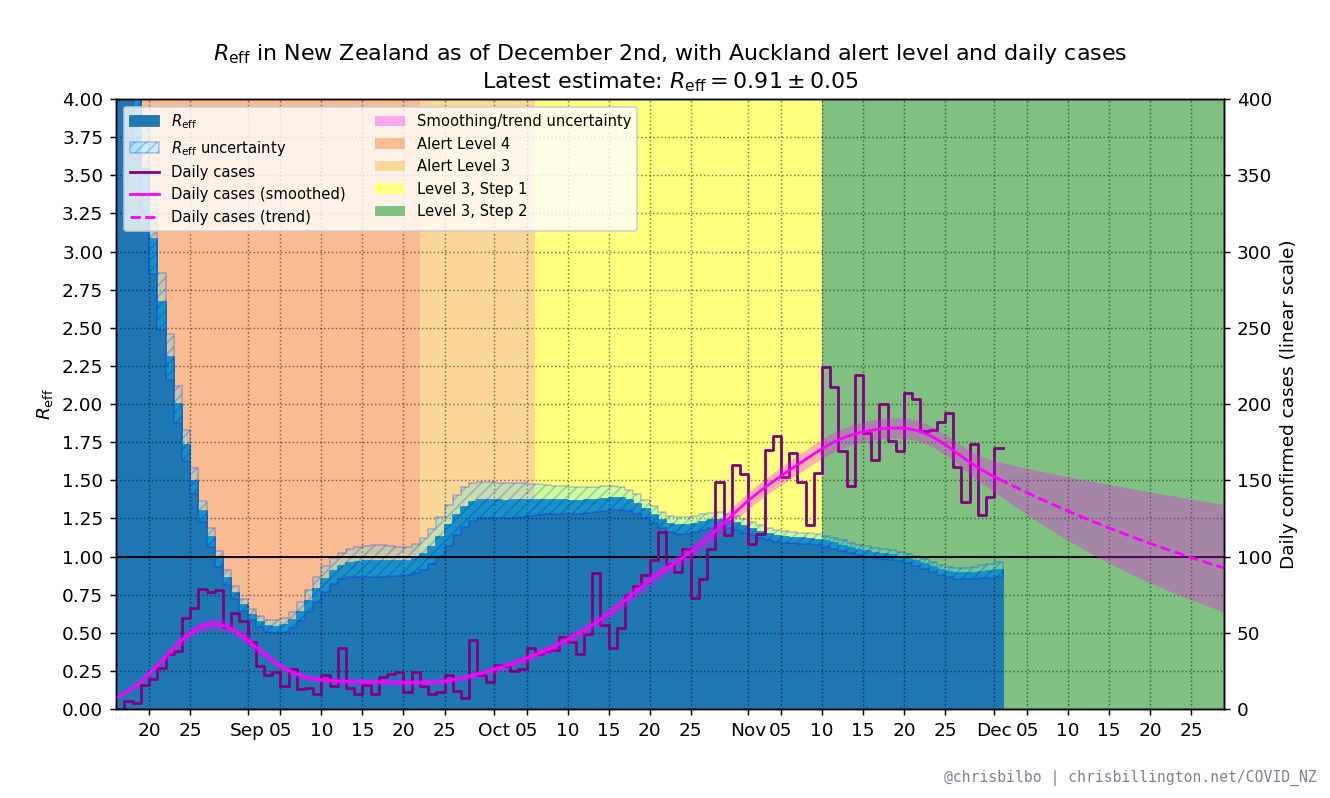 R_eff in New Zealand as of December 2nd, with Auckland alert level and daily cases
Latest estimate: R_eff = 0.91 ± 0.05
R_eff
R_eff uncertainty
Daily cases
Daily cases (smoothed)
Daily cases (trend)
Smoothing/trend uncertainty
Alert Level 4
Alert Level 3
Level 3, Step 1
Level 3, Step 2
4.00
3.75
3.50
3.25
3.00
2.75
2.50
2.25
2.00
1.75
1.50
1.25
1.00
0.75
0.50
0.25
0.00
R_eff
400
350
300
250
200
150
100
50
0
Daily confirmed cases (linear scale)
20 25 Sep 05 10 15 20 25 Oct 05 10 15 20 25 Nov 05 10 15 20 25 Dec 05 10 15 20 25
@chrisbilbo | chrisbillington.net/COVID_NZ